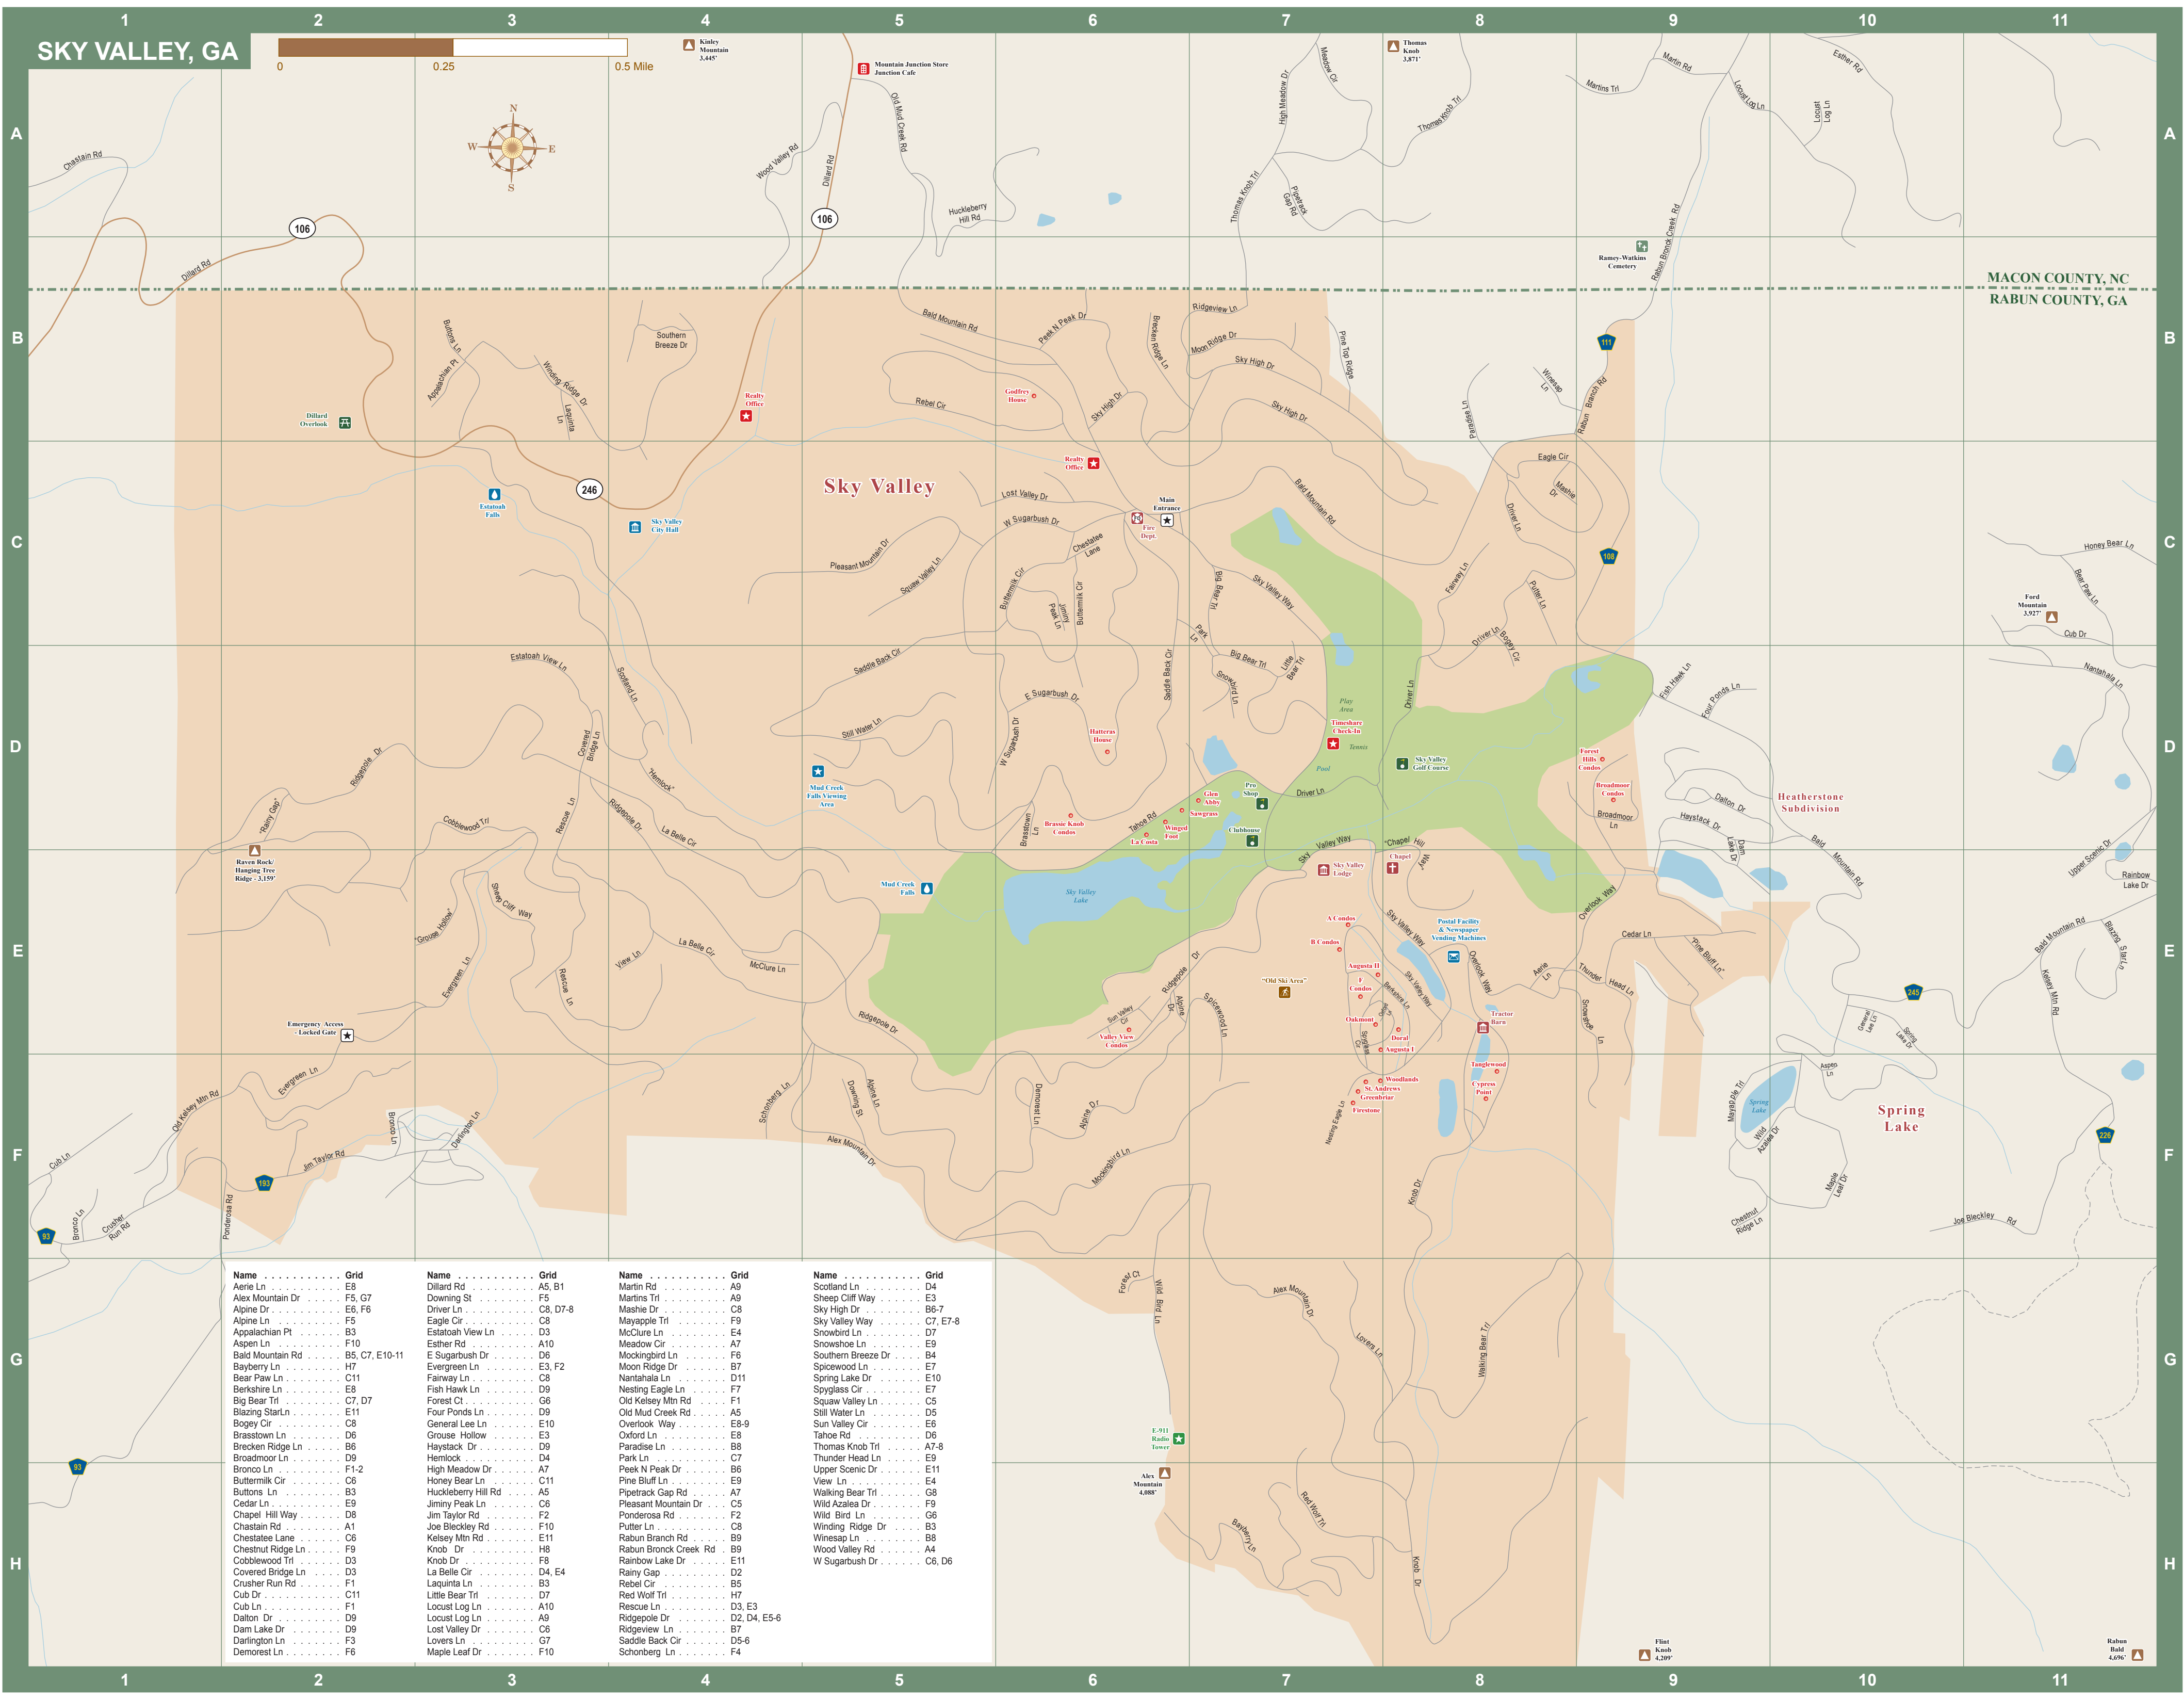 1 2 3 4 5 6 7 8 9 10 11
SKY VALLEY, GA
0 0.25 0.5 Mile
N
W E
S
A
B
C
D
E
F
G
H
Kinley
Mountain
3,445'
Mountain Junction Store
Junction Cafe
Thomas
Knob
3,871'
Meadow Cir
High Meadow Dr
Thomas Knob Trl
Thomas Knob Trl
Pipetrack
Gap Rd
Martins Trl
Martin Rd
Locust Log Ln
Locust
Log Ln
Esther Rd
Chastain Rd
Wood Valley Rd
Dillard Rd
Old Mud Creek Rd
Huckleberry
Hill Rd
106
106
Dillard Rd
Ramey-Watkins
Cemetery
Rabun Bronck Creek Rd
MACON COUNTY, NC
RABUN COUNTY, GA
Buttons Ln
Appalachian Pt
Winding Ridge Dr
Laquinta
Ln
Southern
Breeze Dr
Realty
Office
Dillard
Overlook
Bald Mountain Rd
Peek N Peak Dr
Brecken Ridge Ln
Ridgeview Ln
Moon Ridge Dr
Sky High Dr
Sky High Dr
Sky High Dr
Pine Top Ridge
Rebel Cir
Godfrey
House
Paradise Ln
Winesap
Ln
Rabun Branch Rd
111
Realty
Office
246
Estatoah
Falls
Sky Valley
City Hall
Sky Valley
Lost Valley Dr
W Sugarbush Dr
Main
Entrance
Fire
Dept.
Chestatee
Lane
Pleasant Mountain Dr
Squaw Valley Ln
Buttermilk Cir
Jiminy
Peak Ln
Buttermilk Cir
Big Bear Trl
Sky Valley Way
Park
Ln
Bald Mountain Rd
Eagle Cir
Mashie
Dr
Driver Ln
Fairway Ln
Putter Ln
Driver Ln
Bogey Cir
108
Honey Bear Ln
Bear Paw Ln
Ford
Mountain
3,927'
Cub Dr
Nantahala Ln
Estatoah View Ln
Scotland Ln
Saddle Back Cir
Saddle Back Cir
Big Bear Trl
Little
Bear Trl
Snowbird Ln
E Sugarbush Dr
W Sugarbush Dr
Still Water Ln
Hatteras
House
Play
Area
Timeshare
Check-In
Tennis
Pool
Driver Ln
Driver Ln
Sky Valley
Golf Course
Fish Hawk Ln
Four Ponds Ln
Forest
Hills
Condos
Broadmoor
Condos
Broadmoor
Ln
Dalton Dr
Haystack Dr
Dam
Lake Dr
Heatherstone
Subdivision
Bald Mountain Rd
Ridgepole Dr
"Rainy Gap"
Covered
Bridge Ln
"Hemlock"
Rescue Ln
Ridgepole Dr
Cobblewood Trl
La Belle Cir
Mud Creek
Falls Viewing
Area
Brasstown
Ln
Brassie Knob
Condos
Tahoe Rd
La Costa
Winged
Foot
Sawgrass
Glen
Abby
Pro
Shop
Clubhouse
Raven Rock/
Hanging Tree
Ridge - 3,159'
Mud Creek
Falls
Sky Valley
Lake
Sky Valley Way
"Chapel Hill Way"
Sky Valley
Lodge
Chapel
Upper Scenic Dr
Rainbow
Lake Dr
"Grouse Hollow"
Sheep Cliff Way
Evergreen Ln
Rescue Ln
View Ln
La Belle Cir
McClure Ln
Ridgepole Dr
Ridgepole Dr
Alpine
Dr
Spicewood Ln
Sun Valley
Cir
Valley View
Condos
"Old Ski Area"
A Condos
B Condos
Augusta II
F
Condos
Oakmont
Doral
Augusta I
Spyglass
Cir
Berkshire Ln
Sky Valley Way
Sky Valley Way
Postal Facility
& Newspaper
Vending Machines
Overlook Way
Overlook Way
Tractor
Barn
Aerie
Ln
Thunder Head Ln
Snowshoe Ln
Cedar Ln
"Pine Bluff Ln"
Bald Mountain Rd
Blazing StarLn
Kelsey Mtn Rd
245
General
Lee Ln
Spring
Lake Dr
Emergency Access
- Locked Gate
Evergreen Ln
Old Kelsey Mtn Rd
Cub Ln
Bronco Ln
Bronco Ln
Darlington Ln
Jim Taylor Rd
193
Crusher
Run Rd
Ponderosa Rd
93
93
Schonberg Ln
Downing St
Alpine Ln
Alex Mountain Dr
Demorest Ln
Alpine Dr
Mockingbird Ln
Woodlands
St. Andrews
Greenbriar
Firestone
Nesting Eagle Ln
Tanglewood
Cypress
Point
Knob Dr
Aspen
Ln
Mayapple Trl
Spring
Lake
Wild
Azalea Dr
Maple
Leaf Dr
Chestnut
Ridge Ln
Spring
Lake
Joe Bleckley Rd
226
Forest Ct
Wild Bird Ln
Alex Mountain Dr
Lovers Ln
Walking Bear Trl
E-911
Radio
Tower
Alex
Mountain
4,088'
Red Wolf Trl
Bayberry Ln
Knob Dr
Flint
Knob
4,209'
Rabun
Bald
4,696'
Name Grid
Aerie Ln E8
Alex Mountain Dr F5, G7
Alpine Dr E6, F6
Alpine Ln F5
Appalachian Pt B3
Aspen Ln F10
Bald Mountain Rd B5, C7, E10-11
Bayberry Ln H7
Bear Paw Ln C11
Berkshire Ln E8
Big Bear Trl C7, D7
Blazing StarLn E11
Bogey Cir C8
Brasstown Ln D6
Brecken Ridge Ln B6
Broadmoor Ln D9
Bronco Ln F1-2
Buttermilk Cir C6
Buttons Ln B3
Cedar Ln E9
Chapel Hill Way D8
Chastain Rd A1
Chestatee Lane C6
Chestnut Ridge Ln F9
Cobblewood Trl D3
Covered Bridge Ln D3
Crusher Run Rd F1
Cub Dr C11
Cub Ln F1
Dalton Dr D9
Dam Lake Dr D9
Darlington Ln F3
Demorest Ln F6
Name Grid
Dillard Rd A5, B1
Downing St F5
Driver Ln C8, D7-8
Eagle Cir C8
Estatoah View Ln D3
Esther Rd A10
E Sugarbush Dr D6
Evergreen Ln E3, F2
Fairway Ln C8
Fish Hawk Ln D9
Forest Ct G6
Four Ponds Ln D9
General Lee Ln E10
Grouse Hollow E3
Haystack Dr D9
Hemlock D4
High Meadow Dr A7
Honey Bear Ln C11
Huckleberry Hill Rd A5
Jiminy Peak Ln C6
Jim Taylor Rd F2
Joe Bleckley Rd F10
Kelsey Mtn Rd E11
Knob Dr H8
Knob Dr F8
La Belle Cir D4, E4
Laquinta Ln B3
Little Bear Trl D7
Locust Log Ln A10
Locust Log Ln A9
Lost Valley Dr C6
Lovers Ln G7
Maple Leaf Dr F10
Name Grid
Martin Rd A9
Martins Trl A9
Mashie Dr C8
Mayapple Trl F9
McClure Ln E4
Meadow Cir A7
Mockingbird Ln F6
Moon Ridge Dr B7
Nantahala Ln D11
Nesting Eagle Ln F7
Old Kelsey Mtn Rd F1
Old Mud Creek Rd A5
Overlook Way E8-9
Oxford Ln E8
Paradise Ln B8
Park Ln C7
Peek N Peak Dr B6
Pine Bluff Ln E9
Pipetrack Gap Rd A7
Pleasant Mountain Dr C5
Ponderosa Rd F2
Putter Ln C8
Rabun Branch Rd B9
Rabun Bronck Creek Rd B9
Rainbow Lake Dr E11
Rainy Gap D2
Rebel Cir B5
Red Wolf Trl H7
Rescue Ln D3, E3
Ridgepole Dr D2, D4, E5-6
Ridgeview Ln B7
Saddle Back Cir D5-6
Schonberg Ln F4
Name Grid
Scotland Ln D4
Sheep Cliff Way E3
Sky High Dr B6-7
Sky Valley Way C7, E7-8
Snowbird Ln D7
Snowshoe Ln E9
Southern Breeze Dr B4
Spicewood Ln E7
Spring Lake Dr E10
Spyglass Cir E7
Squaw Valley Ln C5
Still Water Ln D5
Sun Valley Cir E6
Tahoe Rd D6
Thomas Knob Trl A7-8
Thunder Head Ln E9
Upper Scenic Dr E11
View Ln E4
Walking Bear Trl G8
Wild Azalea Dr F9
Wild Bird Ln G6
Winding Ridge Dr B3
Winesap Ln B8
Wood Valley Rd A4
W Sugarbush Dr C6, D6
A
B
C
D
E
F
G
H
1 2 3 4 5 6 7 8 9 10 11